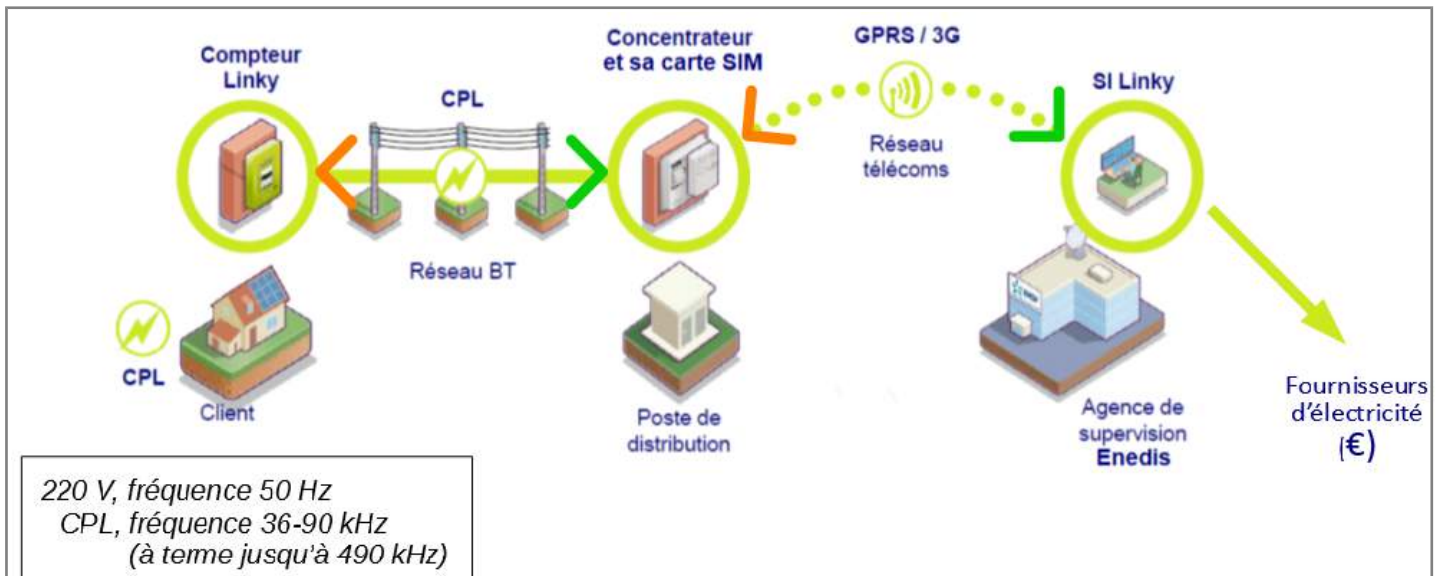 Compteur
Linky
CPL
Concentrateur
et sa carte SIM
GPRS / 3G
SI Linky
Réseau
télécoms
Réseau BT
CPL
Client
Poste de
distribution
Agence de
supervision
Enedis
Fournisseurs
d'électricité
(€)
220 V, fréquence 50 Hz
CPL, fréquence 36-90 kHz
(à terme jusqu'à 490 kHz)